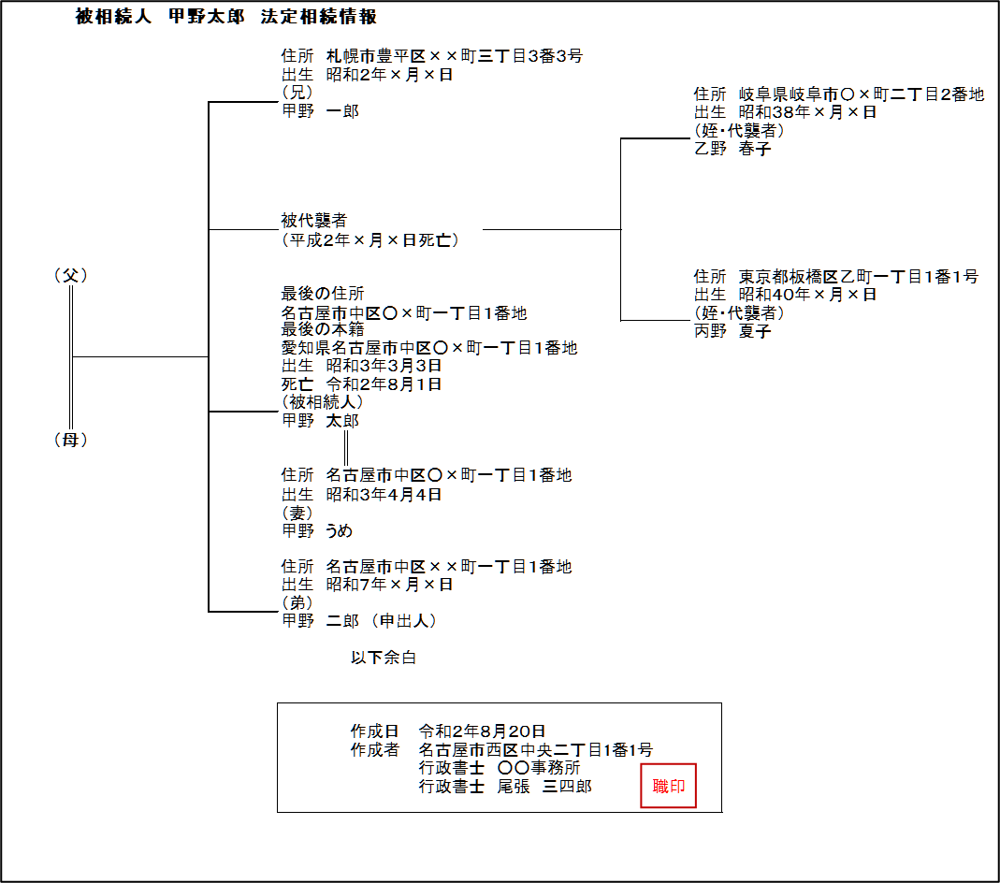 被相続人　甲野太郎　法定相続情報
住所　札幌市豊平区××町三丁目3番3号
出生　昭和2年×月×日
（兄）
甲野　一郎
被代襲者
（平成2年×月×日死亡）
住所　岐阜県岐阜市〇×町二丁目2番地
出生　昭和38年×月×日
（姪・代襲者）
乙野　春子
住所　東京都板橋区乙町一丁目1番1号
出生　昭和40年×月×日
（姪・代襲者）
丙野　夏子
（父）
（母）
最後の住所
名古屋市中区〇×町一丁目1番地
最後の本籍
愛知県名古屋市中区〇×町一丁目1番地
出生　昭和3年3月3日
死亡　令和2年8月1日
（被相続人）
甲野　太郎
住所　名古屋市中区〇×町一丁目1番地
出生　昭和3年4月4日
（妻）
甲野　うめ
住所　名古屋市中区××町一丁目1番地
出生　昭和7年×月×日
（弟）
甲野　二郎　（申出人）
以下余白
作成日　令和2年8月20日
作成者　名古屋市西区中央二丁目1番1号
行政書士　〇〇事務所
行政書士　尾張　三四郎
職印